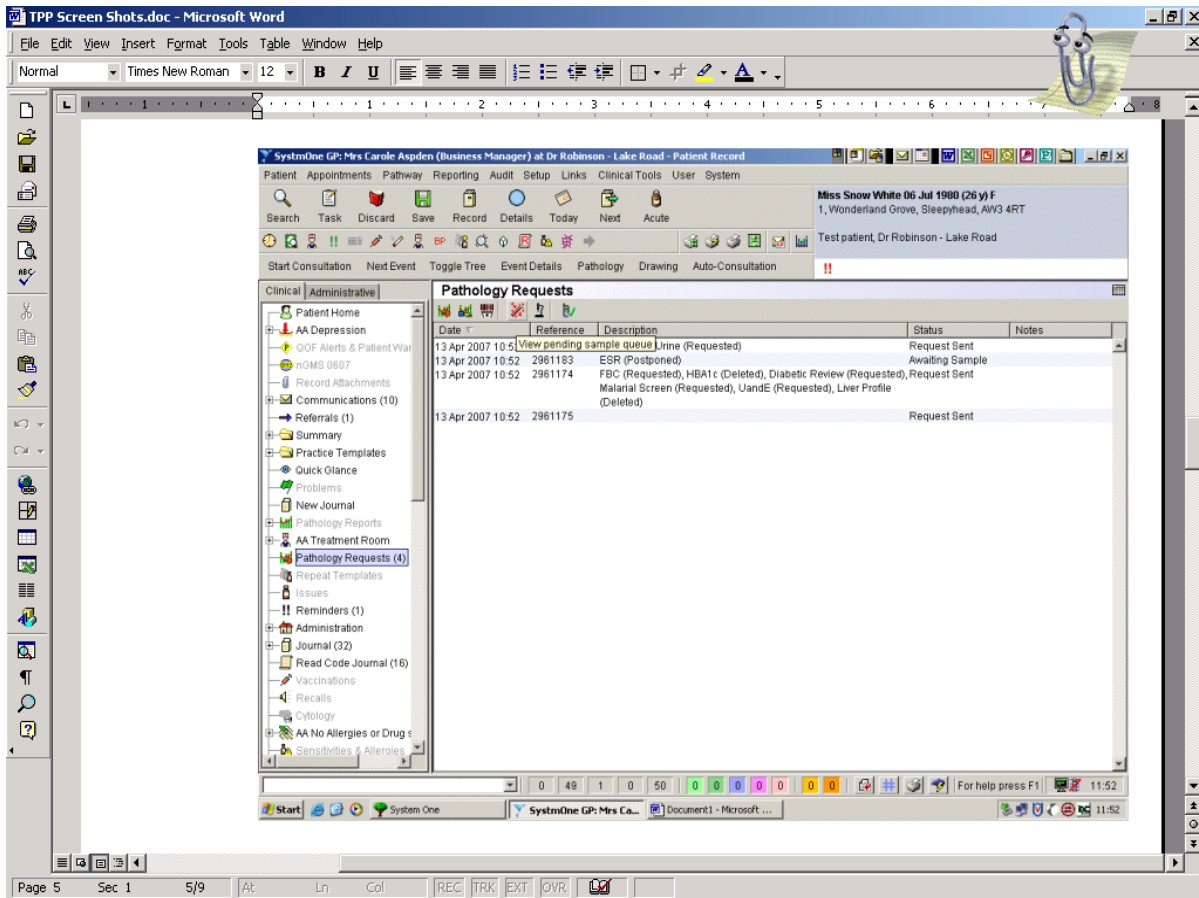 TPP Screen Shots.doc - Microsoft Word
File Edit View Insert Format Tools Table Window Help
Normal Times New Roman 12 B I U
1 1 2 3 4 5 6 7 8
SystmOne GP: Mrs Carole Aspden (Business Manager) at Dr Robinson - Lake Road - Patient Record
Patient Appointments Pathway Reporting Audit Setup Links Clinical Tools User System
Search Task Discard Save Record Details Today Next Acute
Miss Snow White 06 Jul 1980 (26 y) F
1, Wonderland Grove, Sleepyhead, AW3 4RT
Test patient, Dr Robinson - Lake Road
!!
Start Consultation Next Event Toggle Tree Event Details Pathology Drawing Auto-Consultation
Clinical Administrative
Patient Home
AA Depression
QOF Alerts & Patient War
nGMS 0607
Record Attachments
Communications (10)
Referrals (1)
Summary
Practice Templates
Quick Glance
Problems
New Journal
Pathology Reports
AA Treatment Room
Pathology Requests (4)
Repeat Templates
Issues
Reminders (1)
Administration
Journal (32)
Read Code Journal (16)
Vaccinations
Recalls
Cytology
AA No Allergies or Drug s
Sensitivities & Allergies
Pathology Requests
Date Reference Description Status Notes
View pending sample queue
13 Apr 2007 10:5 Urine (Requested) Request Sent
13 Apr 2007 10:52 2961183 ESR (Postponed) Awaiting Sample
13 Apr 2007 10:52 2961174 FBC (Requested), HBA1c (Deleted), Diabetic Review (Requested), Request Sent
Malarial Screen (Requested), UandE (Requested), Liver Profile
(Deleted)
13 Apr 2007 10:52 2961175 Request Sent
0 49 1 0 50 0 0 0 0 0 0 0 For help press F1 11:52
Start System One SystmOne GP: Mrs Ca... Document1 - Microsoft ... 11:52
Page 5 Sec 1 5/9 At Ln Col REC TRK EXT OVR